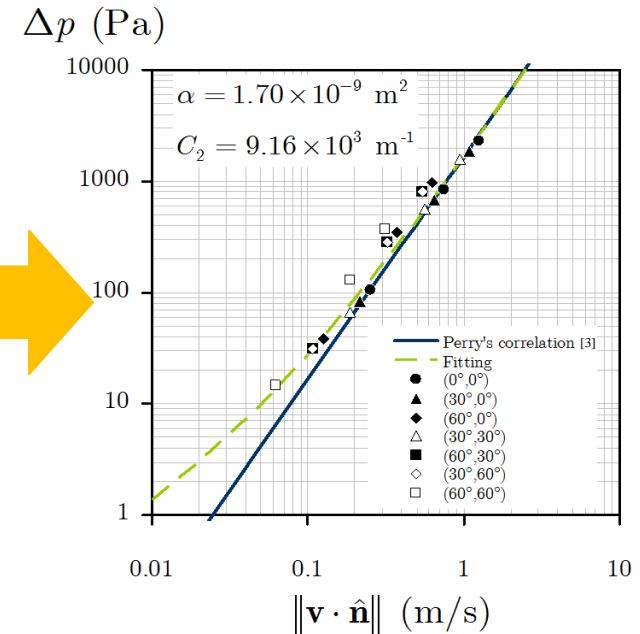 Δp (Pa)
10000
α = 1.70×10⁻⁹ m²
C₂ = 9.16×10³ m⁻¹
1000
100
10
1
Perry's correlation [3]
Fitting
(0°,0°)
(30°,0°)
(60°,0°)
(30°,30°)
(60°,30°)
(30°,60°)
(60°,60°)
0.01 0.1 1 10
‖v · n̂‖ (m/s)